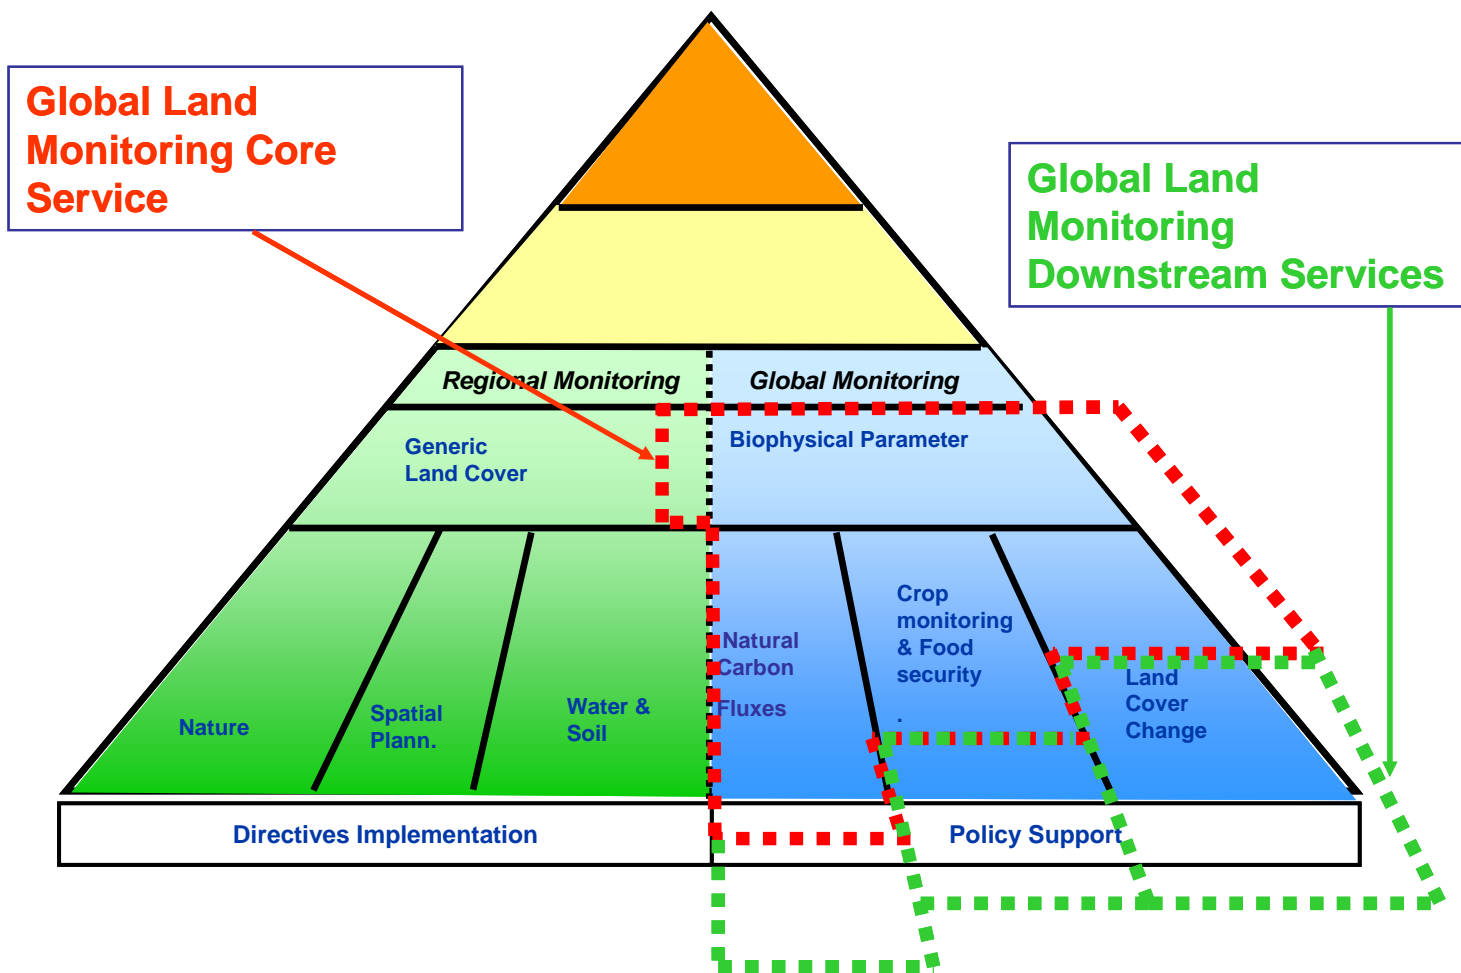 Global Land
Monitoring Core
Service
Global Land
Monitoring
Downstream Services
Regional Monitoring
Global Monitoring
Generic
Land Cover
Biophysical Parameter
Nature
Spatial
Plann.
Water &
Soil
Natural
Carbon
Fluxes
Crop
monitoring
& Food
security
.
Land
Cover
Change
Directives Implementation
Policy Support